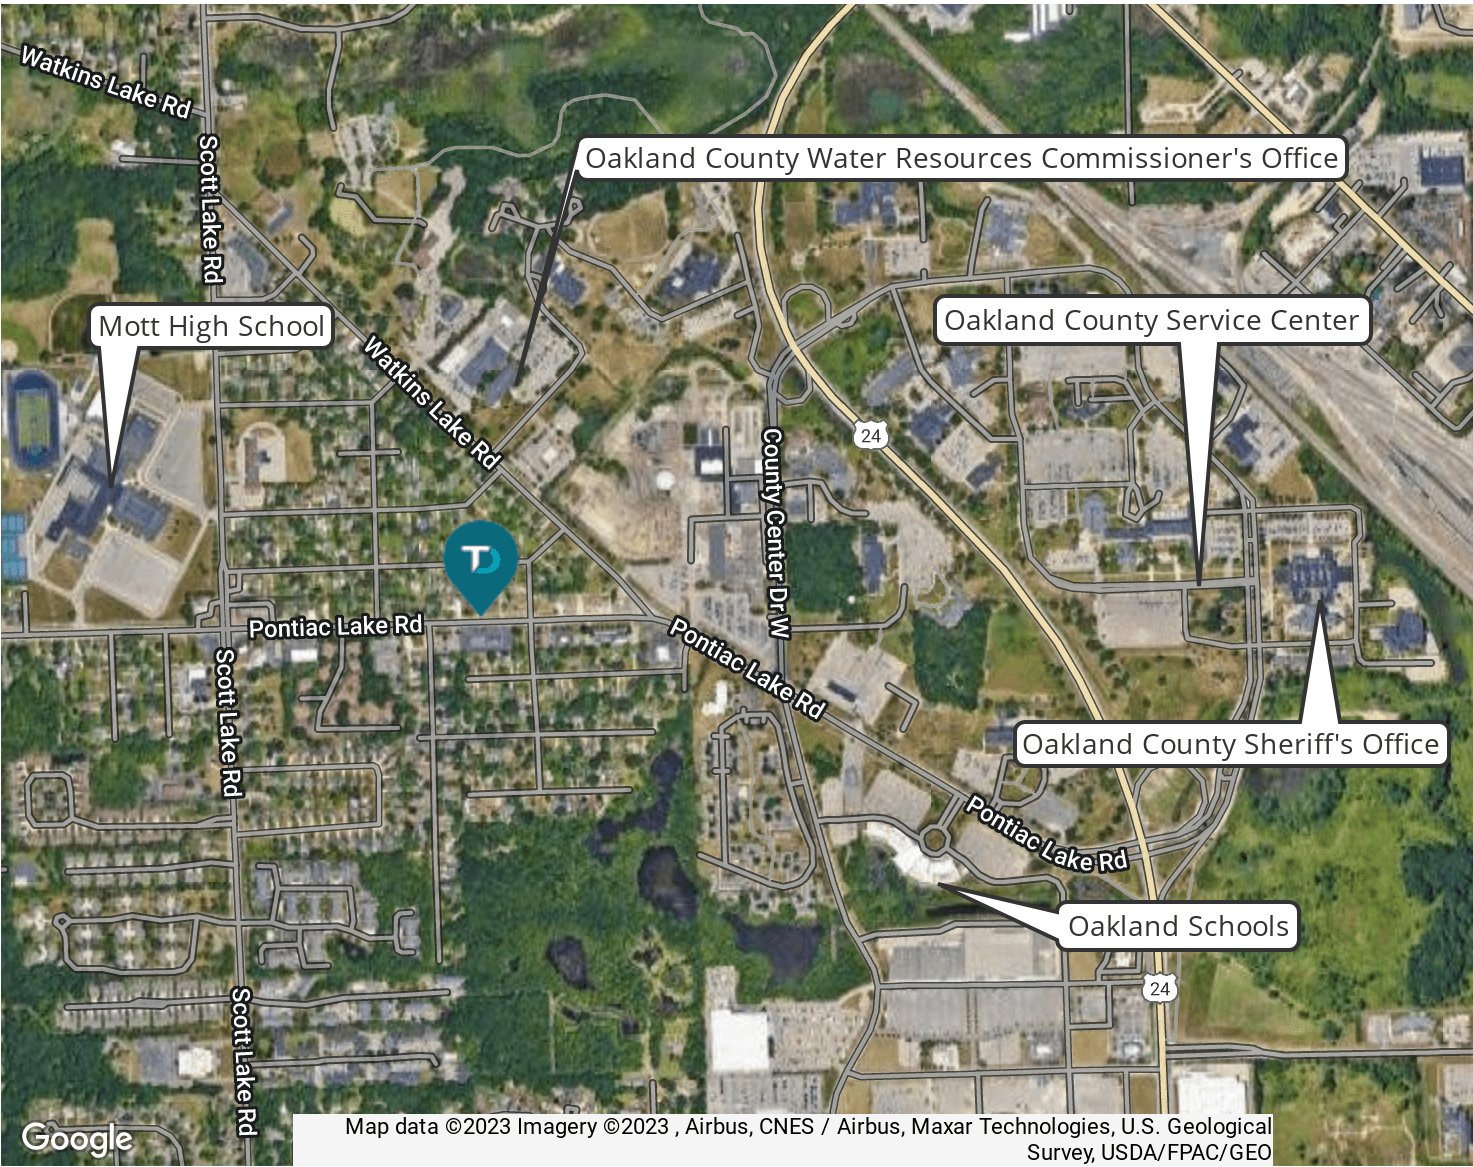 Watkins Lake Rd
Scott Lake Rd
Oakland County Water Resources Commissioner's Office
Mott High School
Oakland County Service Center
Watkins Lake Rd
24
County Center Dr W
TD
Pontiac Lake Rd
Pontiac Lake Rd
Scott Lake Rd
Oakland County Sheriff's Office
Pontiac Lake Rd
Oakland Schools
24
Scott Lake Rd
Google
Map data ©2023 Imagery ©2023 , Airbus, CNES / Airbus, Maxar Technologies, U.S. Geological
Survey, USDA/FPAC/GEO